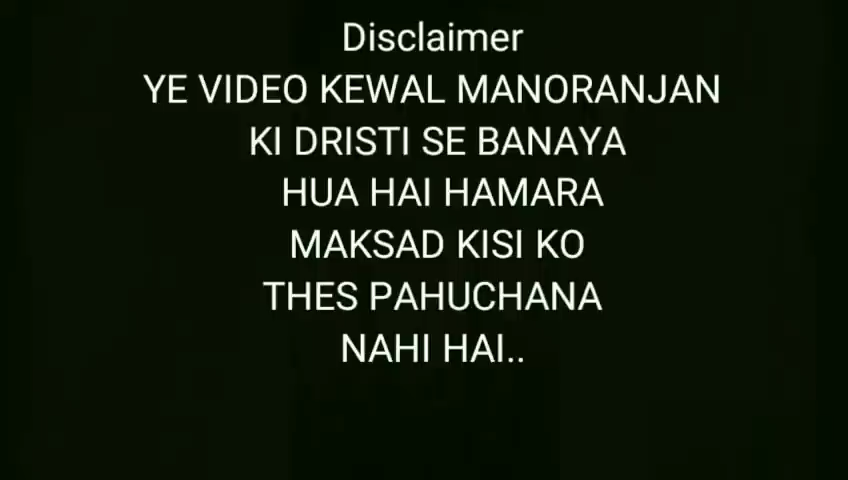 Disclaimer
YE VIDEO KEWAL MANORANJAN
KI DRISTI SE BANAYA
HUA HAI HAMARA
MAKSAD KISI KO
THES PAHUCHANA
NAHI HAI..